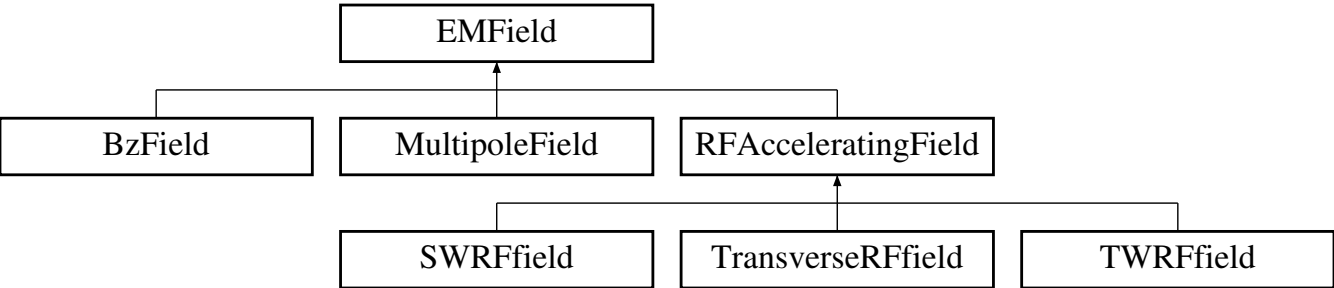 EMField
BzField
MultipoleField
RFAcceleratingField
SWRFfield
TransverseRFfield
TWRFfield